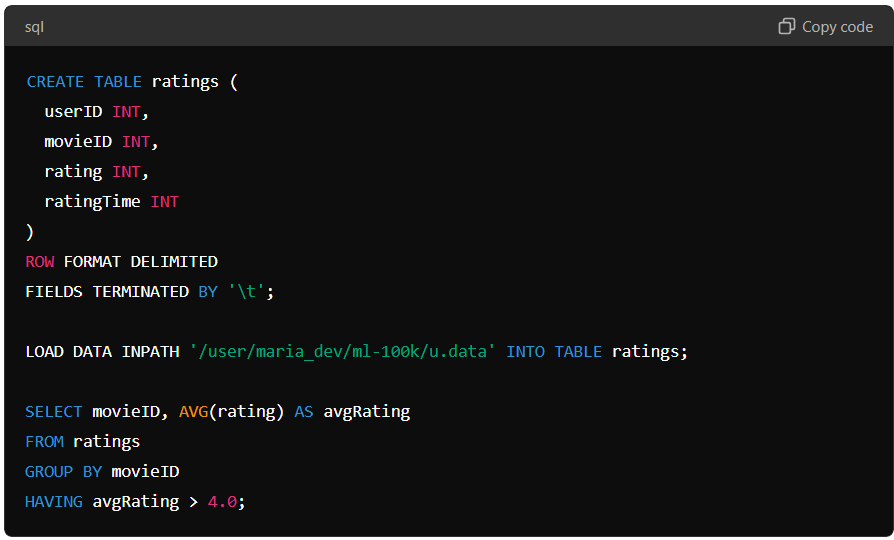 sql
Copy code
CREATE TABLE ratings (
  userID INT,
  movieID INT,
  rating INT,
  ratingTime INT
)
ROW FORMAT DELIMITED
FIELDS TERMINATED BY '\t';
LOAD DATA INPATH '/user/maria_dev/ml-100k/u.data' INTO TABLE ratings;
SELECT movieID, AVG(rating) AS avgRating
FROM ratings
GROUP BY movieID
HAVING avgRating > 4.0;